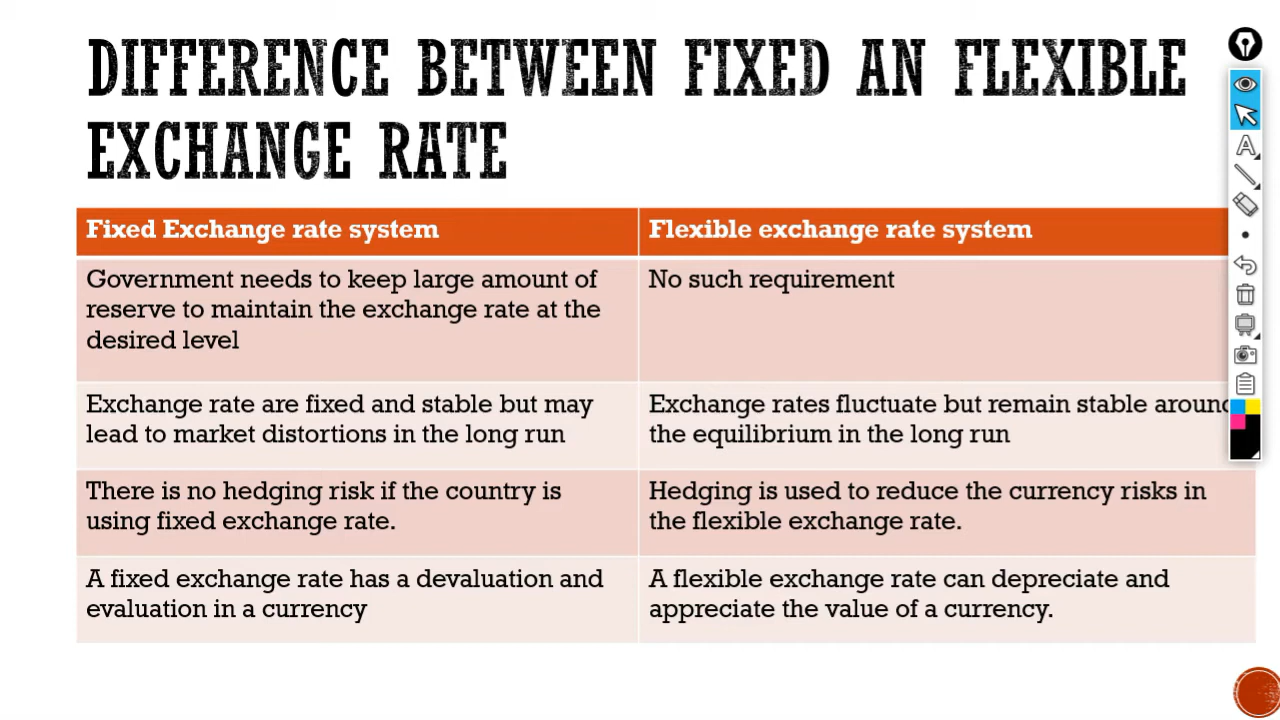 DIFFERENCE BETWEEN FIXED AN FLEXIBLE
EXCHANGE RATE
Fixed Exchange rate system
Flexible exchange rate system
Government needs to keep large amount of
reserve to maintain the exchange rate at the
desired level
No such requirement
Exchange rate are fixed and stable but may
lead to market distortions in the long run
Exchange rates fluctuate but remain stable around
the equilibrium in the long run
There is no hedging risk if the country is
using fixed exchange rate.
Hedging is used to reduce the currency risks in
the flexible exchange rate.
A fixed exchange rate has a devaluation and
evaluation in a currency
A flexible exchange rate can depreciate and
appreciate the value of a currency.